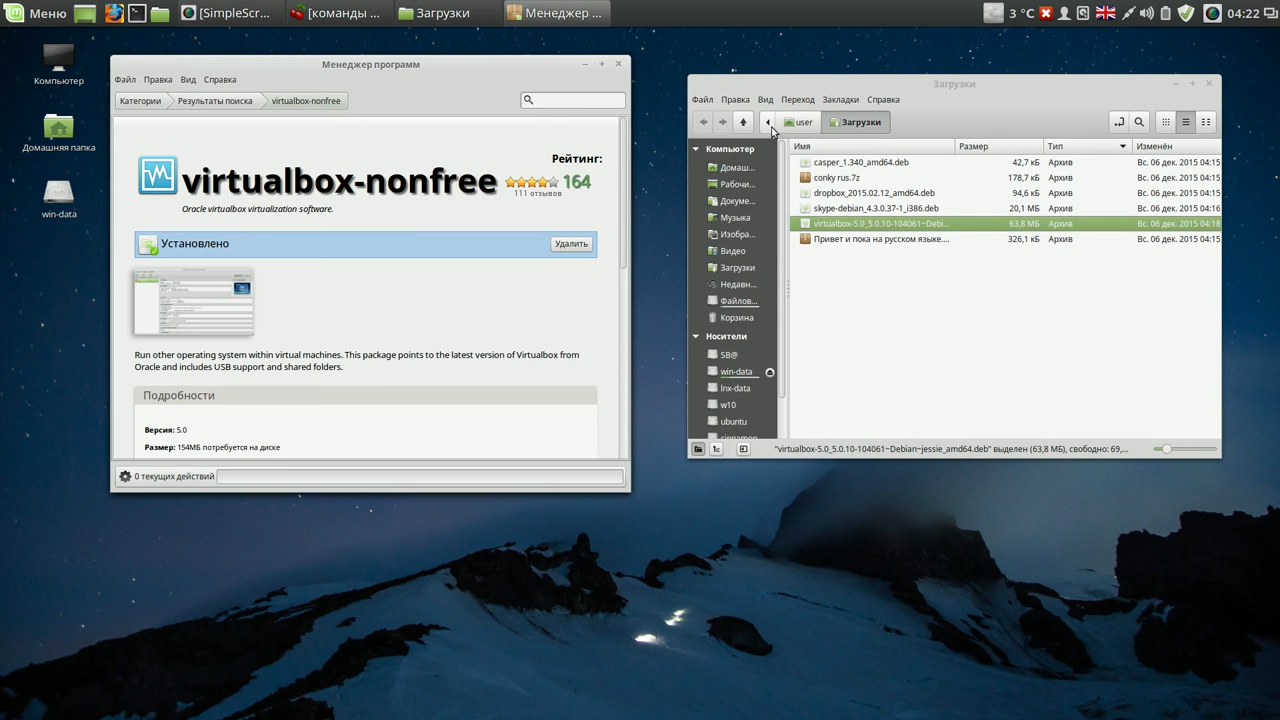 Меню
[SimpleScr...
[команды ...
Загрузки
Менеджер ...
3 °C
04:22
Компьютер
Домашняя папка
win-data
Менеджер программ
Файл Правка Вид Справка
Категории Результаты поиска virtualbox-nonfree
Рейтинг:
virtualbox-nonfree
164
111 отзывов
Oracle virtualbox virtualization software.
Установлено
Удалить
Run other operating system within virtual machines. This package points to the latest version of Virtualbox from
Oracle and includes USB support and shared folders.
Подробности
Версия: 5.0
Размер: 154МБ потребуется на диске
0 текущих действий
Загрузки
Файл Правка Вид Переход Закладки Справка
user Загрузки
Компьютер
Домаш...
Рабочи...
Докуме...
Музыка
Изобра...
Видео
Загрузки
Недавн...
Файлов...
Корзина
Носители
SB@
win-data
lnx-data
w10
ubuntu
cinnamon
Имя Размер Тип Изменён
casper_1.340_amd64.deb 42,7 кБ Архив Вс. 06 дек. 2015 04:15
conky rus.7z 178,7 кБ Архив Вс. 06 дек. 2015 04:15
dropbox_2015.02.12_amd64.deb 94,6 кБ Архив Вс. 06 дек. 2015 04:15
skype-debian_4.3.0.37-1_i386.deb 20,1 МБ Архив Вс. 06 дек. 2015 04:16
virtualbox-5.0_5.0.10-104061~Debi... 63,8 МБ Архив Вс. 06 дек. 2015 04:18
Привет и пока на русском языке.... 326,1 кБ Архив Вс. 06 дек. 2015 04:15
"virtualbox-5.0_5.0.10-104061~Debian~jessie_amd64.deb" выделен (63,8 МБ), свободно: 69,...